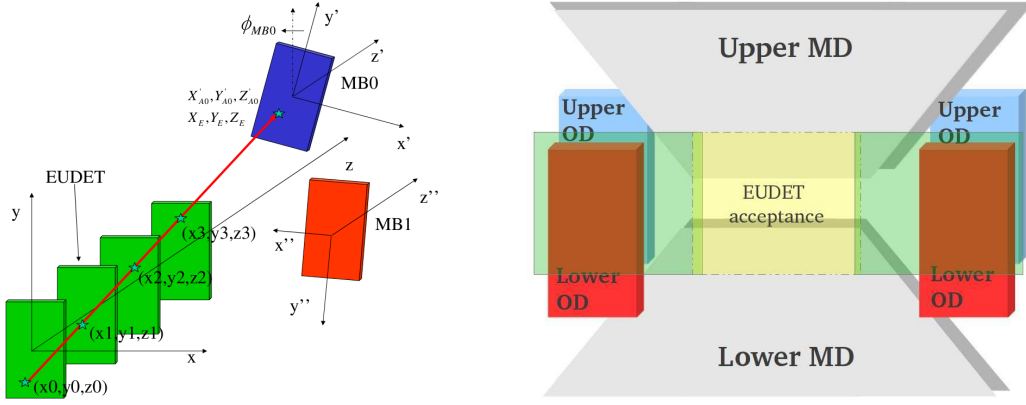 ϕMB0
y'
z'
MB0
X'A0,Y'A0,Z'A0
XE,YE,ZE
x'
EUDET
z
z''
y
(x3,y3,z3)
x''
MB1
(x2,y2,z2)
y''
(x1,y1,z1)
x
(x0,y0,z0)
Upper MD
Upper
OD
Upper
OD
EUDET
acceptance
Lower
OD
Lower
OD
Lower MD